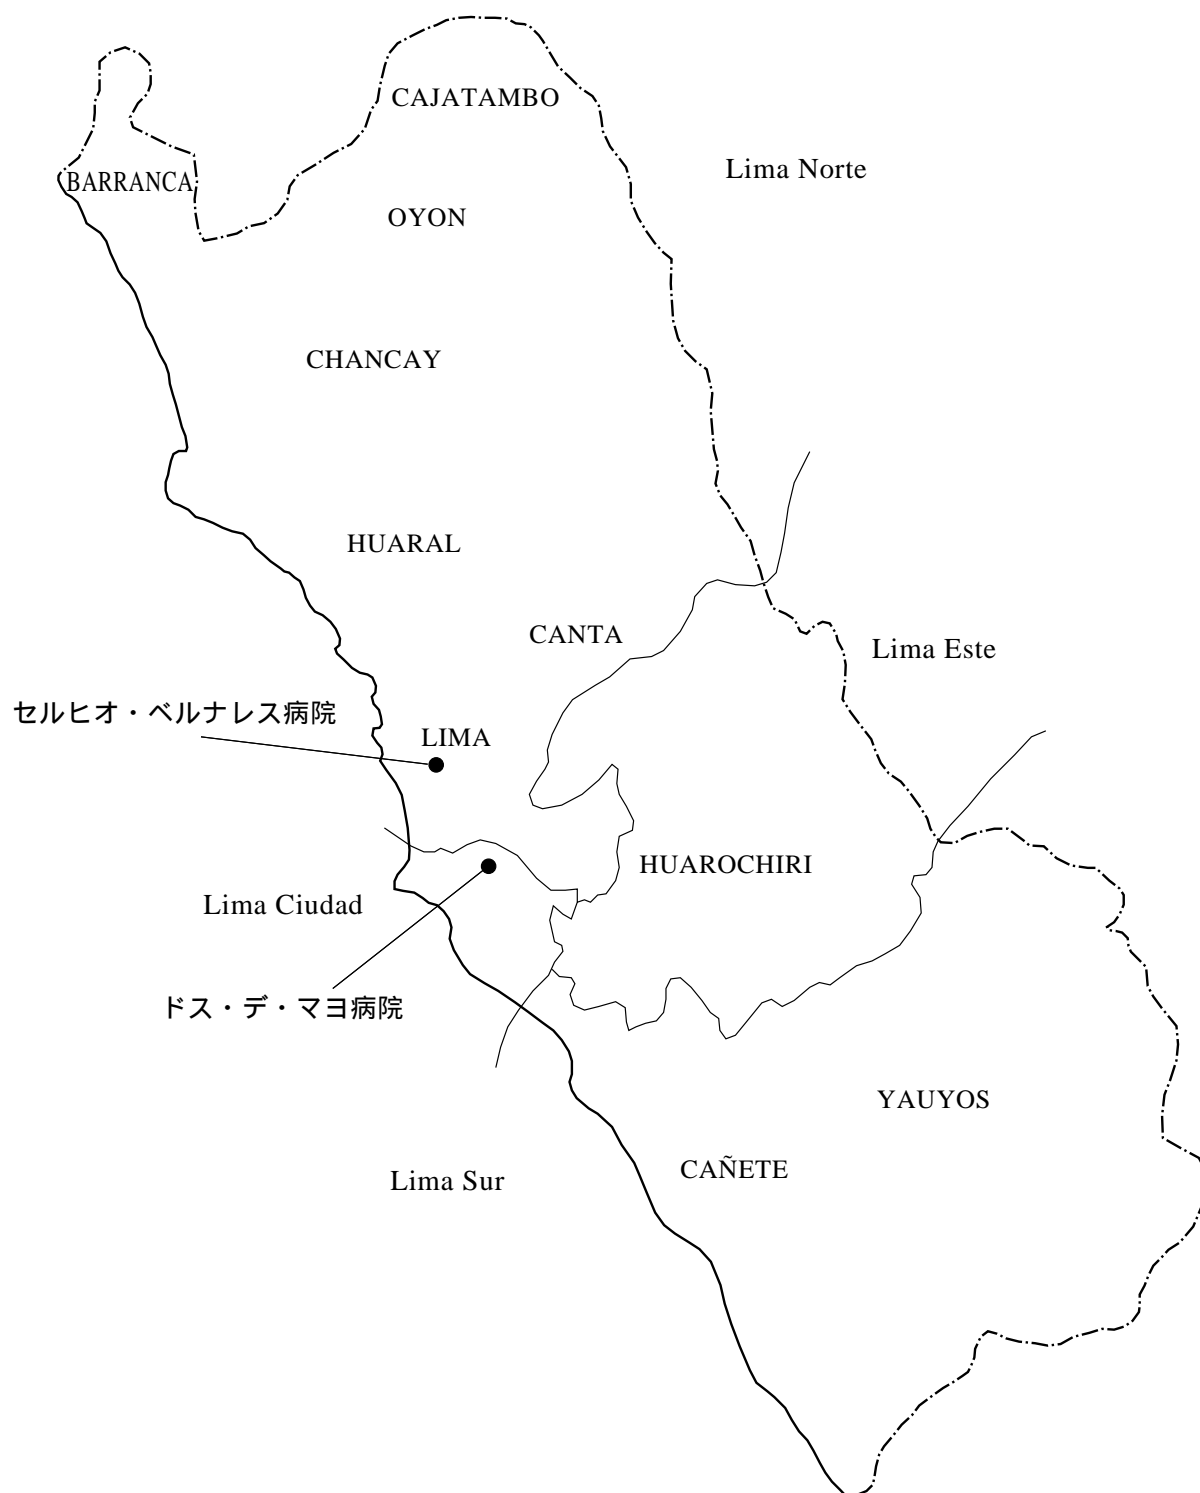 CAJATAMBO
Lima Norte
BARRANCA
OYON
CHANCAY
HUARAL
CANTA
Lima Este
セルヒオ・ベルナレス病院
LIMA
HUAROCHIRI
Lima Ciudad
ドス・デ・マヨ病院
YAUYOS
CAÑETE
Lima Sur